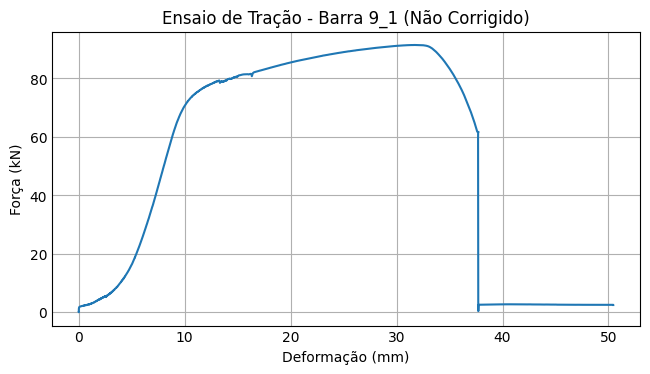 Ensaio de Tração - Barra 9_1 (Não Corrigido)
Força (kN)
80
60
40
20
0
0 10 20 30 40 50
Deformação (mm)